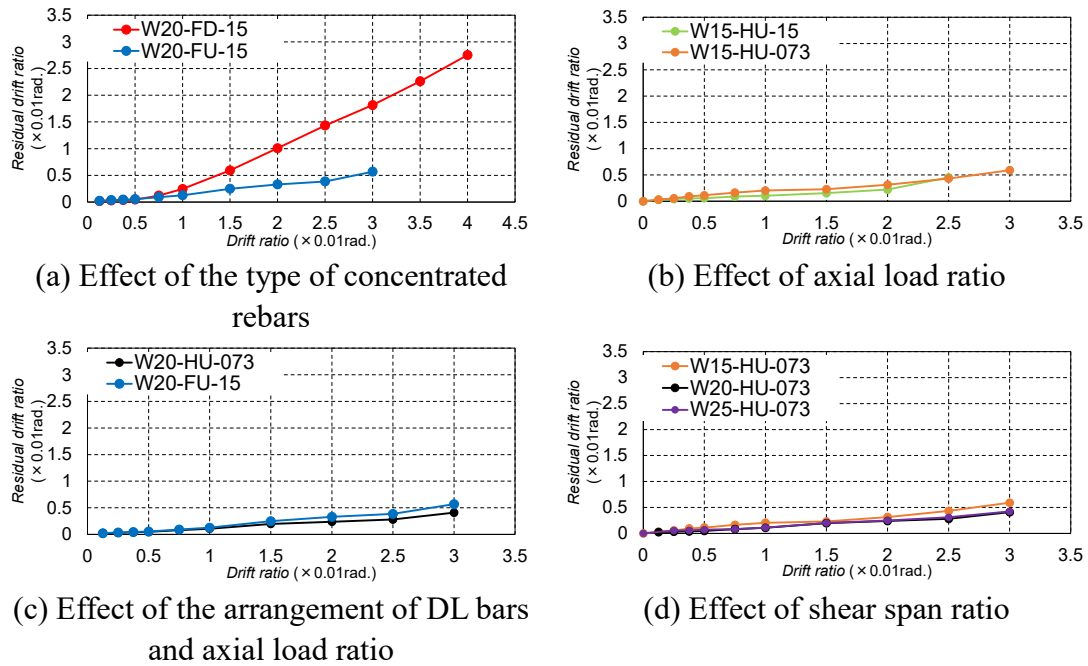 3.5
3
2.5
2
1.5
1
0.5
0
Residual drift ratio
(×0.01rad.)
W20-FD-15
W20-FU-15
0 0.5 1 1.5 2 2.5 3 3.5 4 4.5
Drift ratio (×0.01rad.)
(a) Effect of the type of concentrated
rebars
3.5
3
2.5
2
1.5
1
0.5
0
Residual drift ratio
(×0.01rad.)
W15-HU-15
W15-HU-073
0 0.5 1 1.5 2 2.5 3 3.5
Drift ratio (×0.01rad.)
(b) Effect of axial load ratio
3.5
3
2.5
2
1.5
1
0.5
0
Residual drift ratio
(×0.01rad.)
W20-HU-073
W20-FU-15
0 0.5 1 1.5 2 2.5 3 3.5
Drift ratio (×0.01rad.)
(c) Effect of the arrangement of DL bars
and axial load ratio
3.5
3
2.5
2
1.5
1
0.5
0
Residual drift ratio
(×0.01rad.)
W15-HU-073
W20-HU-073
W25-HU-073
0 0.5 1 1.5 2 2.5 3 3.5
Drift ratio (×0.01rad.)
(d) Effect of shear span ratio